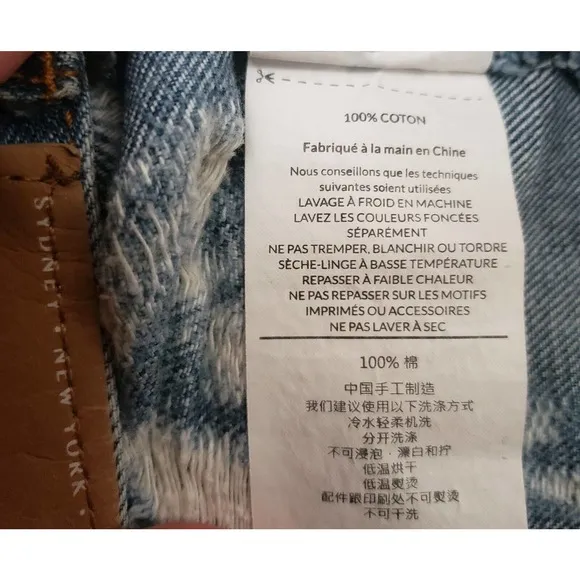 100% COTON
Fabriqué à la main en Chine
Nous conseillons que les techniques
suivantes soient utilisées
LAVAGE À FROID EN MACHINE
LAVEZ LES COULEURS FONCÉES
SÉPARÉMENT
NE PAS TREMPER, BLANCHIR OU TORDRE
SÈCHE-LINGE À BASSE TEMPÉRATURE
REPASSER À FAIBLE CHALEUR
NE PAS REPASSER SUR LES MOTIFS
IMPRIMÉS OU ACCESSOIRES
NE PAS LAVER À SEC
100% 棉
中国手工制造
我们建议使用以下洗涤方式
冷水轻柔机洗
分开洗涤
不可浸泡·漂白和拧
低温烘干
低温熨烫
配件跟印刷处不可熨烫
不可干洗
SYDNEY · NEW YORK ·